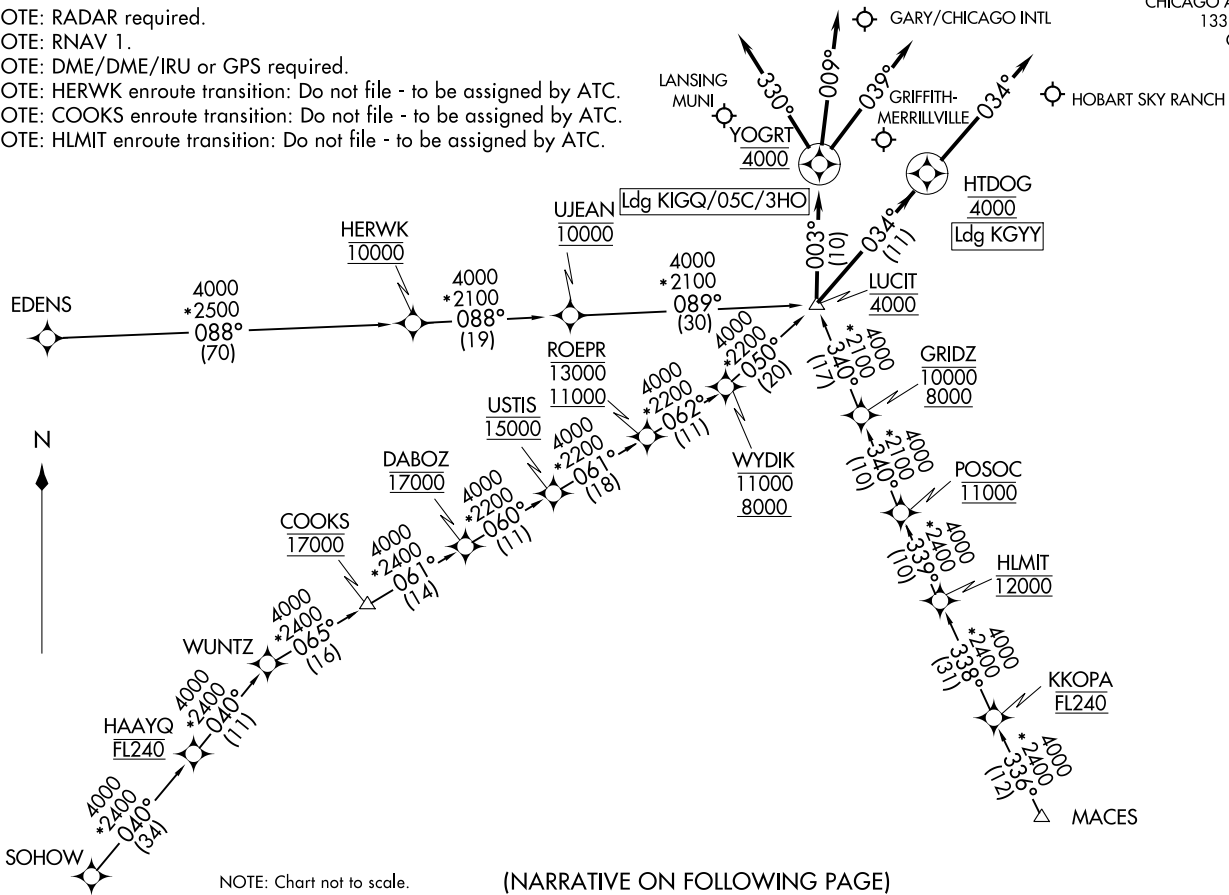 OTE: RADAR required.
OTE: RNAV 1.
OTE: DME/DME/IRU or GPS required.
OTE: HERWK enroute transition: Do not file - to be assigned by ATC.
OTE: COOKS enroute transition: Do not file - to be assigned by ATC.
OTE: HLMIT enroute transition: Do not file - to be assigned by ATC.
CHICAGO A
133
GARY/CHICAGO INTL
LANSING
MUNI
330°
009°
039°
034°
GRIFFITH-
MERRILLVILLE
HOBART SKY RANCH
YOGRT
4000
Ldg KIGQ/05C/3HO
HTDOG
4000
Ldg KGYY
003°
(10)
034°
(11)
LUCIT
4000
EDENS
4000
*2500
088°
(70)
HERWK
10000
4000
*2100
088°
(19)
UJEAN
10000
4000
*2100
089°
(30)
ROEPR
13000
11000
4000
*2200
062°
(11)
4000
*2200
050°
(20)
WYDIK
11000
8000
USTIS
15000
4000
*2200
061°
(18)
DABOZ
17000
4000
*2200
060°
(11)
COOKS
17000
4000
*2400
061°
(14)
WUNTZ
4000
*2400
065°
(16)
HAAYQ
FL240
4000
*2400
040°
(11)
SOHOW
4000
*2400
040°
(34)
4000
*2100
340°
(17)
GRIDZ
10000
8000
4000
*2100
340°
(10)
POSOC
11000
4000
*2400
339°
(10)
HLMIT
12000
4000
*2400
338°
(31)
KKOPA
FL240
4000
*2400
336°
(12)
MACES
N
NOTE: Chart not to scale.
(NARRATIVE ON FOLLOWING PAGE)